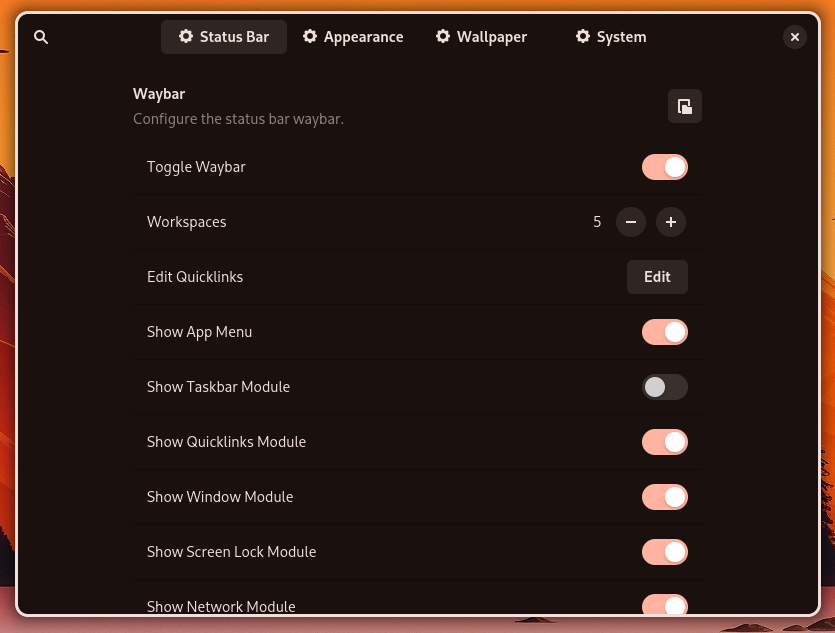 Status Bar
Appearance
Wallpaper
System
Waybar
Configure the status bar waybar.
Toggle Waybar
Workspaces 5 − +
Edit Quicklinks Edit
Show App Menu
Show Taskbar Module
Show Quicklinks Module
Show Window Module
Show Screen Lock Module
Show Network Module